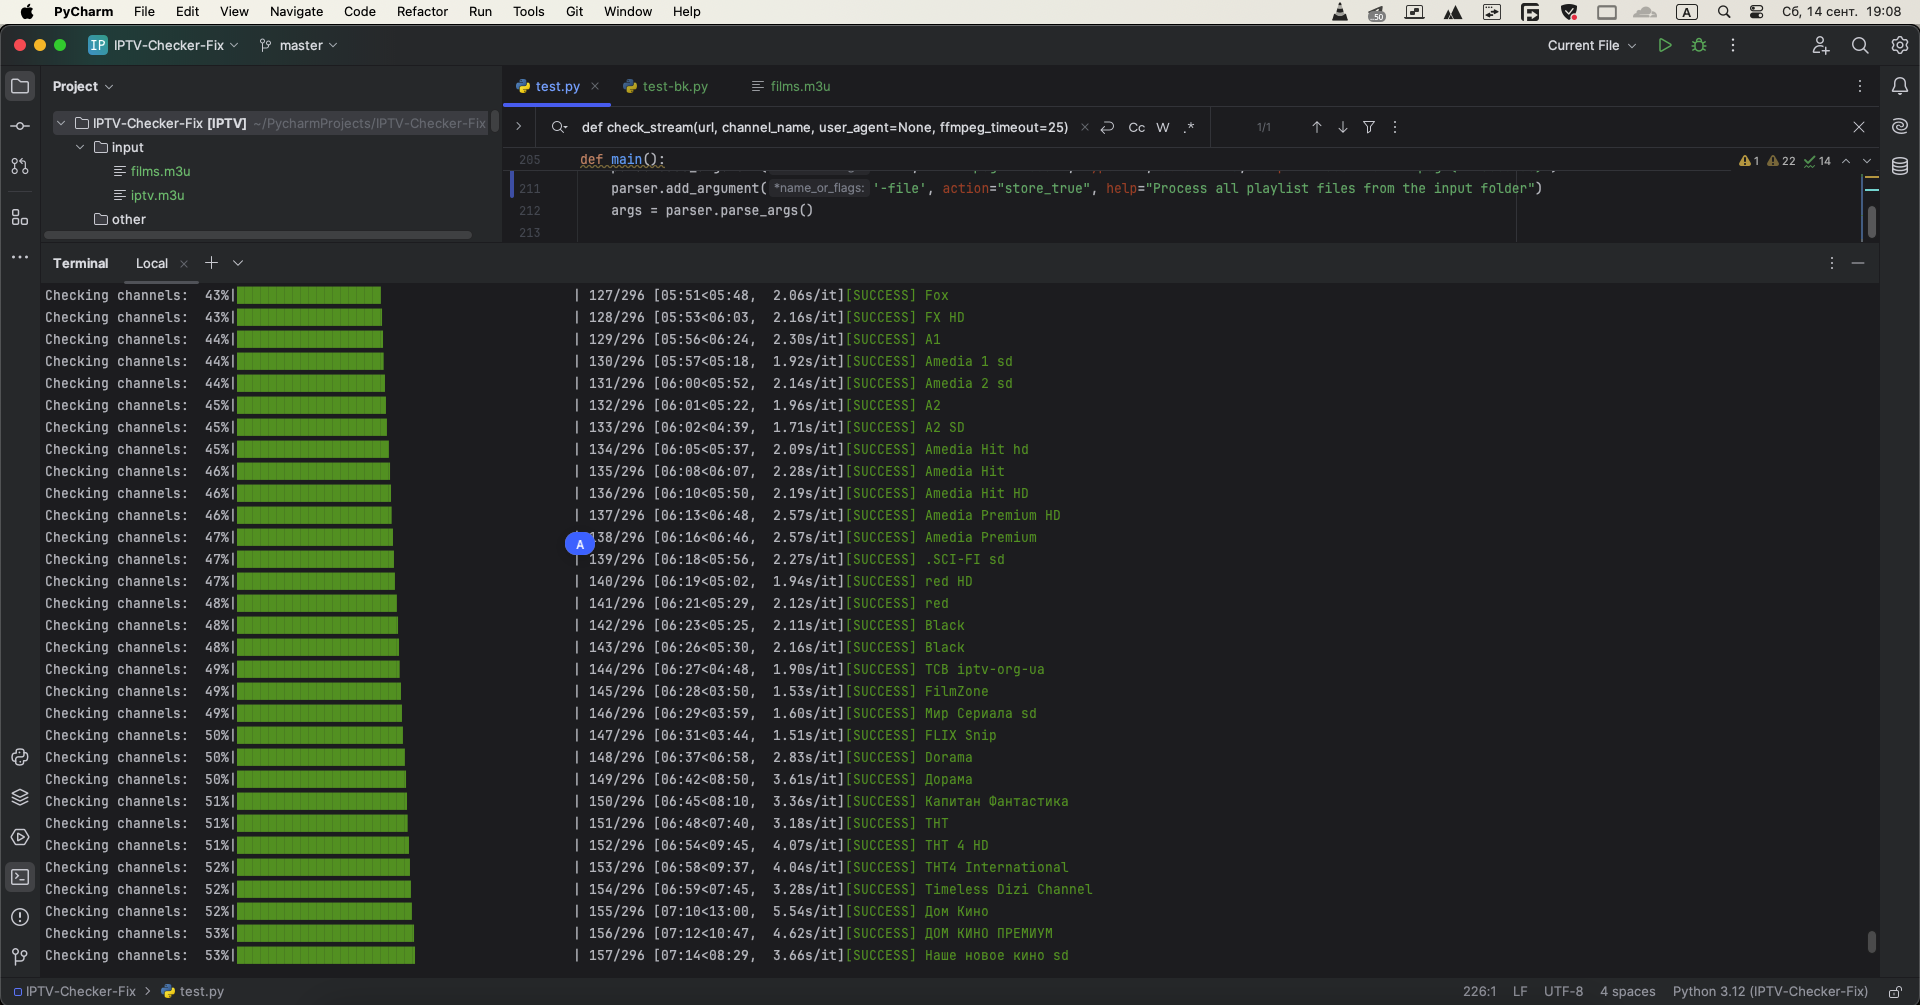 PyCharm File Edit View Navigate Code Refactor Run Tools Git Window Help .50 A Сб, 14 сент. 19:08
IP IPTV-Checker-Fix master Current File
Project test.py test-bk.py films.m3u
IPTV-Checker-Fix [IPTV] ~/PycharmProjects/IPTV-Checker-Fix
def check_stream(url, channel_name, user_agent=None, ffmpeg_timeout=25) Cc W .* 1/1
input
205 def main(): 1 22 14
films.m3u
211 parser.add_argument( *name_or_flags: '-file', action="store_true", help="Process all playlist files from the input folder")
iptv.m3u
212 args = parser.parse_args()
other
213
Terminal Local
Checking channels: 43%| | 127/296 [05:51<05:48, 2.06s/it][SUCCESS] Fox
Checking channels: 43%| | 128/296 [05:53<06:03, 2.16s/it][SUCCESS] FX HD
Checking channels: 44%| | 129/296 [05:56<06:24, 2.30s/it][SUCCESS] A1
Checking channels: 44%| | 130/296 [05:57<05:18, 1.92s/it][SUCCESS] Amedia 1 sd
Checking channels: 44%| | 131/296 [06:00<05:52, 2.14s/it][SUCCESS] Amedia 2 sd
Checking channels: 45%| | 132/296 [06:01<05:22, 1.96s/it][SUCCESS] A2
Checking channels: 45%| | 133/296 [06:02<04:39, 1.71s/it][SUCCESS] A2 SD
Checking channels: 45%| | 134/296 [06:05<05:37, 2.09s/it][SUCCESS] Amedia Hit hd
Checking channels: 46%| | 135/296 [06:08<06:07, 2.28s/it][SUCCESS] Amedia Hit
Checking channels: 46%| | 136/296 [06:10<05:50, 2.19s/it][SUCCESS] Amedia Hit HD
Checking channels: 46%| | 137/296 [06:13<06:48, 2.57s/it][SUCCESS] Amedia Premium HD
Checking channels: 47%| A 138/296 [06:16<06:46, 2.57s/it][SUCCESS] Amedia Premium
Checking channels: 47%| | 139/296 [06:18<05:56, 2.27s/it][SUCCESS] .SCI-FI sd
Checking channels: 47%| | 140/296 [06:19<05:02, 1.94s/it][SUCCESS] red HD
Checking channels: 48%| | 141/296 [06:21<05:29, 2.12s/it][SUCCESS] red
Checking channels: 48%| | 142/296 [06:23<05:25, 2.11s/it][SUCCESS] Black
Checking channels: 48%| | 143/296 [06:26<05:30, 2.16s/it][SUCCESS] Black
Checking channels: 49%| | 144/296 [06:27<04:48, 1.90s/it][SUCCESS] ТСВ iptv-org-ua
Checking channels: 49%| | 145/296 [06:28<03:50, 1.53s/it][SUCCESS] FilmZone
Checking channels: 49%| | 146/296 [06:29<03:59, 1.60s/it][SUCCESS] Мир Сериала sd
Checking channels: 50%| | 147/296 [06:31<03:44, 1.51s/it][SUCCESS] FLIX Snip
Checking channels: 50%| | 148/296 [06:37<06:58, 2.83s/it][SUCCESS] Dorama
Checking channels: 50%| | 149/296 [06:42<08:50, 3.61s/it][SUCCESS] Дорама
Checking channels: 51%| | 150/296 [06:45<08:10, 3.36s/it][SUCCESS] Капитан Фантастика
Checking channels: 51%| | 151/296 [06:48<07:40, 3.18s/it][SUCCESS] ТНТ
Checking channels: 51%| | 152/296 [06:54<09:45, 4.07s/it][SUCCESS] ТНТ 4 HD
Checking channels: 52%| | 153/296 [06:58<09:37, 4.04s/it][SUCCESS] ТНТ4 International
Checking channels: 52%| | 154/296 [06:59<07:45, 3.28s/it][SUCCESS] Timeless Dizi Channel
Checking channels: 52%| | 155/296 [07:10<13:00, 5.54s/it][SUCCESS] Дом Кино
Checking channels: 53%| | 156/296 [07:12<10:47, 4.62s/it][SUCCESS] ДОМ КИНО ПРЕМИУМ
Checking channels: 53%| | 157/296 [07:14<08:29, 3.66s/it][SUCCESS] Наше новое кино sd
IPTV-Checker-Fix test.py 226:1 LF UTF-8 4 spaces Python 3.12 (IPTV-Checker-Fix)